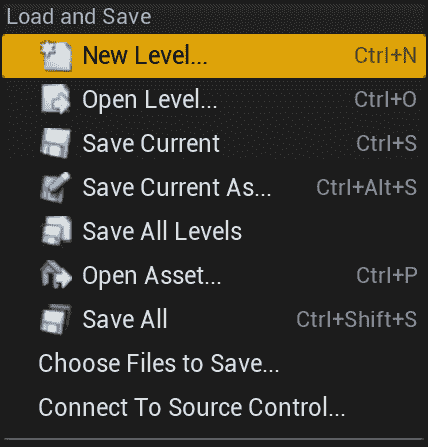 Load and Save
New Level... Ctrl+N
Open Level... Ctrl+O
Save Current Ctrl+S
Save Current As... Ctrl+Alt+S
Save All Levels
Open Asset... Ctrl+P
Save All Ctrl+Shift+S
Choose Files to Save...
Connect To Source Control...